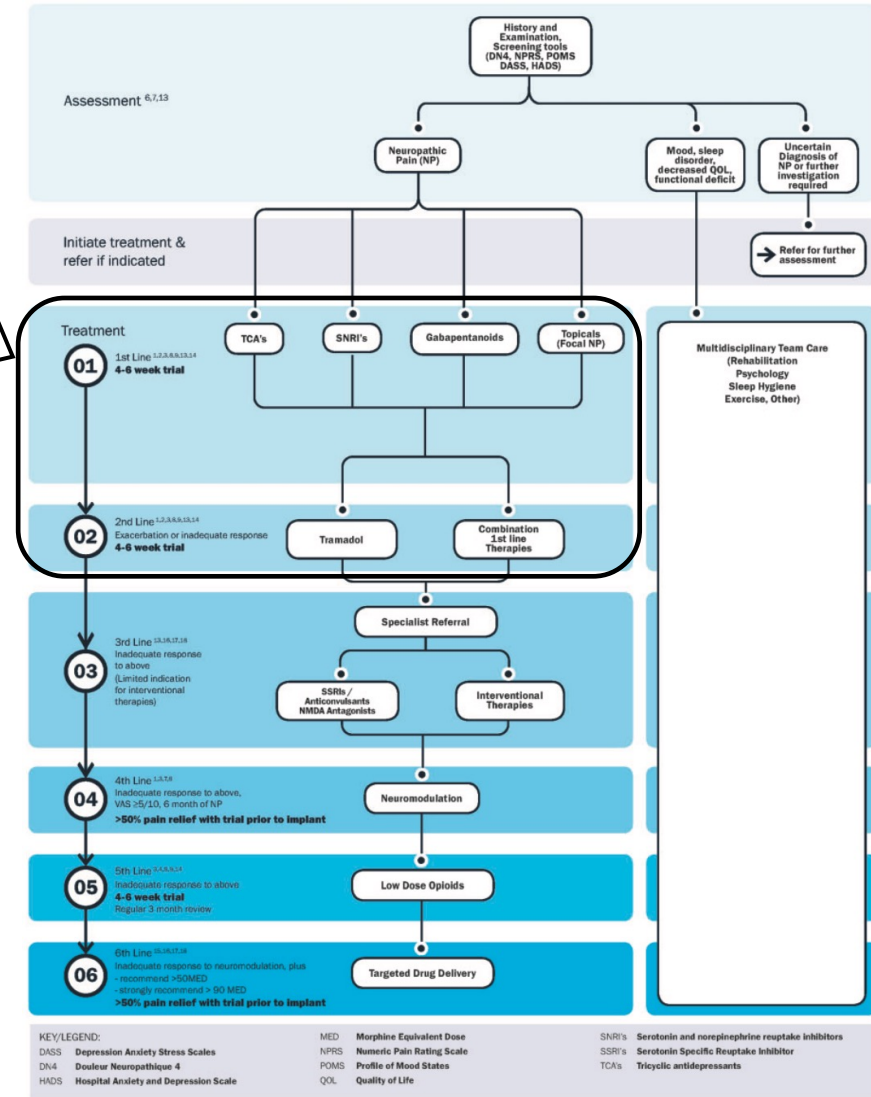 History and
Examination,
Screening tools
(DN4, NPRS, POMS
DASS, HADS)
Assessment 6,7,13
Neuropathic
Pain (NP)
Mood, sleep
disorder,
decreased QOL,
functional deficit
Uncertain
Diagnosis of
NP or further
investigation
required
Initiate treatment &
refer if indicated
Refer for further
assessment
Treatment
01
1st Line
4-6 week trial
TCA's
SNRI's
Gabapentanoids
Topicals
(Focal NP)
Multidisciplinary Team Care
(Rehabilitation
Psychology
Sleep Hygiene
Exercise, Other)
02
2nd Line
Exacerbation or inadequate response
4-6 week trial
Tramadol
Combination
1st line
Therapies
Specialist Referral
03
3rd Line
Inadequate response
to above
(Limited indication
for interventional
therapies)
SSRIs /
Anticonvulsants
NMDA Antagonists
Interventional
Therapies
04
4th Line
Inadequate response to above,
VAS ≥5/10, 6 month of NP
>50% pain relief with trial prior to implant
Neuromodulation
05
5th Line
Inadequate response to above
4-6 week trial
Regular 3 month review
Low Dose Opioids
06
6th Line
Inadequate response to neuromodulation, plus
- recommend >50MED
- strongly recommend > 90 MED
>50% pain relief with trial prior to implant
Targeted Drug Delivery
KEY/LEGEND:
DASS Depression Anxiety Stress Scales
DN4 Douleur Neuropathique 4
HADS Hospital Anxiety and Depression Scale
MED Morphine Equivalent Dose
NPRS Numeric Pain Rating Scale
POMS Profile of Mood States
QOL Quality of Life
SNRI's Serotonin and norepinephrine reuptake inhibitors
SSRI's Serotonin Specific Reuptake Inhibitor
TCA's Tricyclic antidepressants